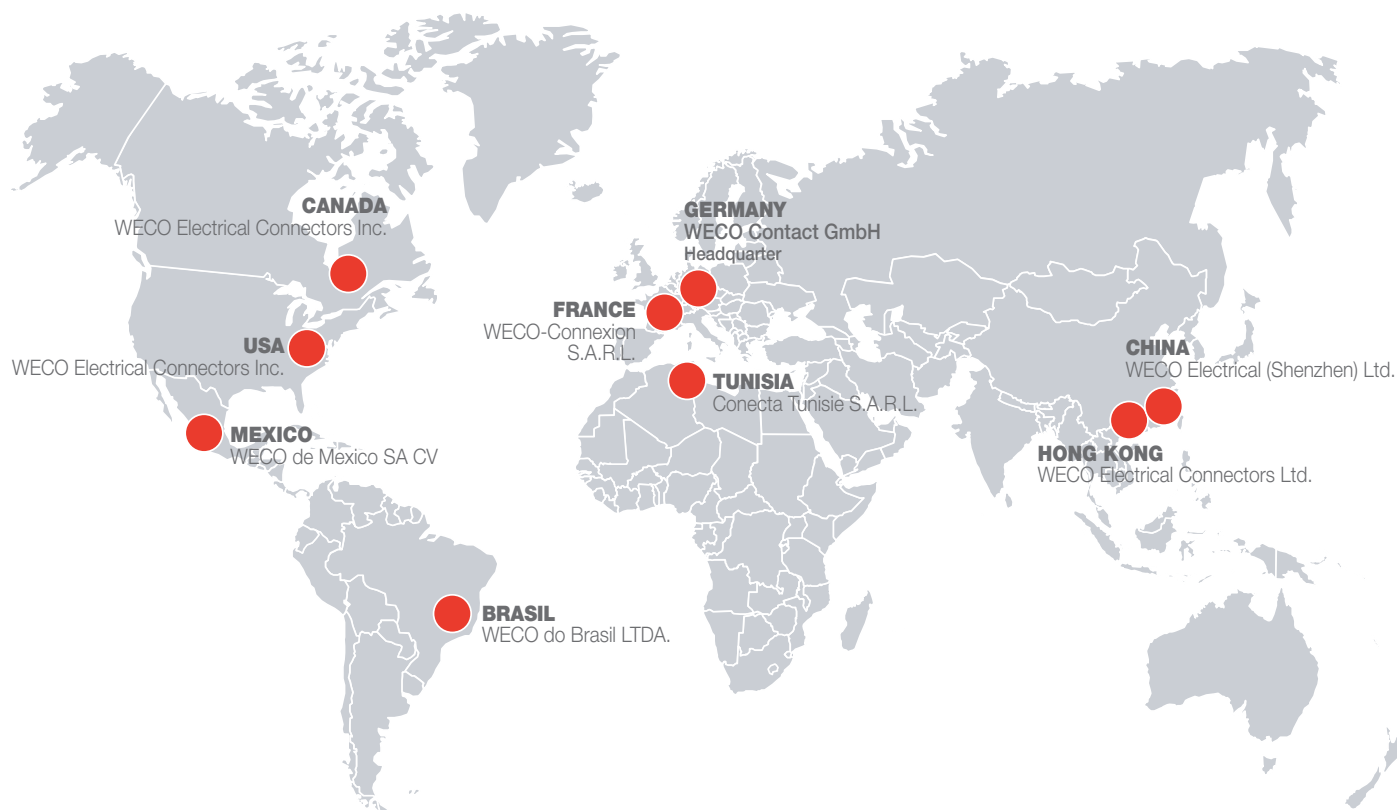 CANADA
WECO Electrical Connectors Inc.
GERMANY
WECO Contact GmbH
Headquarter
FRANCE
WECO-Connexion
S.A.R.L.
USA
WECO Electrical Connectors Inc.
CHINA
WECO Electrical (Shenzhen) Ltd.
TUNISIA
Conecta Tunisie S.A.R.L.
MEXICO
WECO de Mexico SA CV
HONG KONG
WECO Electrical Connectors Ltd.
BRASIL
WECO do Brasil LTDA.